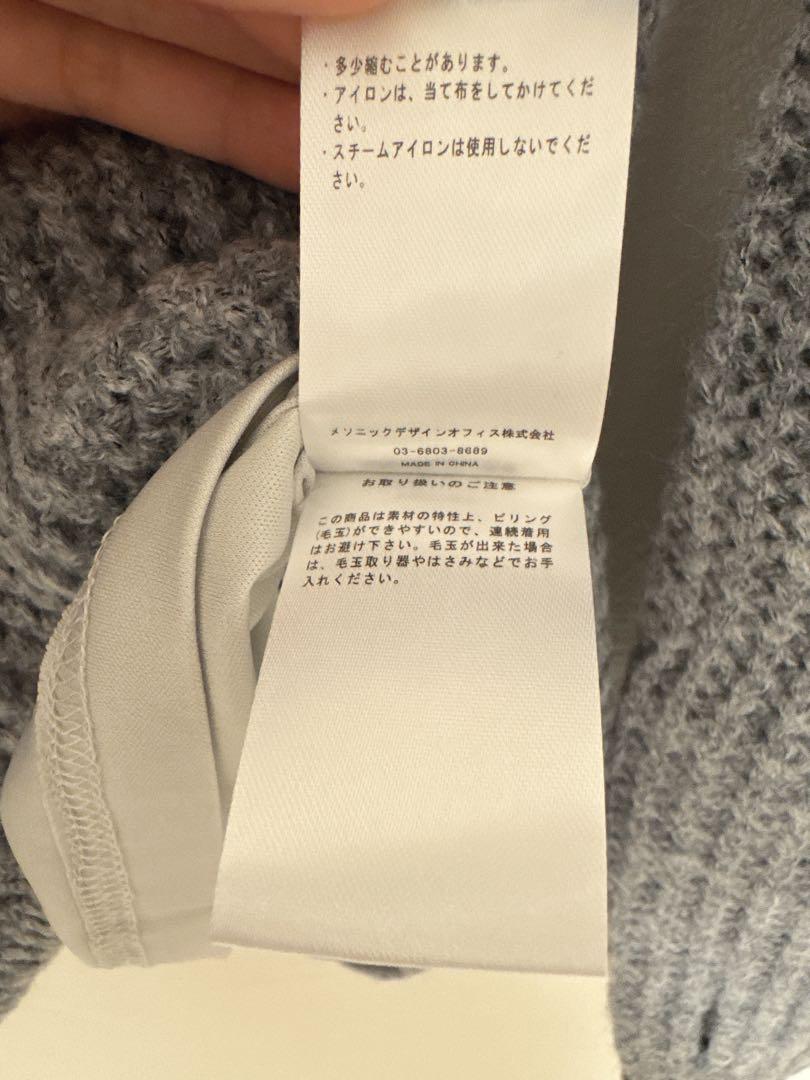 ・多少縮むことがあります。
・アイロンは、当て布をしてかけてくだ
さい。
・スチームアイロンは使用しないでくだ
さい。
メソニックデザインオフィス株式会社
03-6803-8689
MADE IN CHINA
お取り扱いのご注意
この商品は素材の特性上、ピリング
(毛玉)ができやすいので、連続着用
はお避け下さい。毛玉が出来た場合
は、毛玉取り器やはさみなどでお手
入れください。